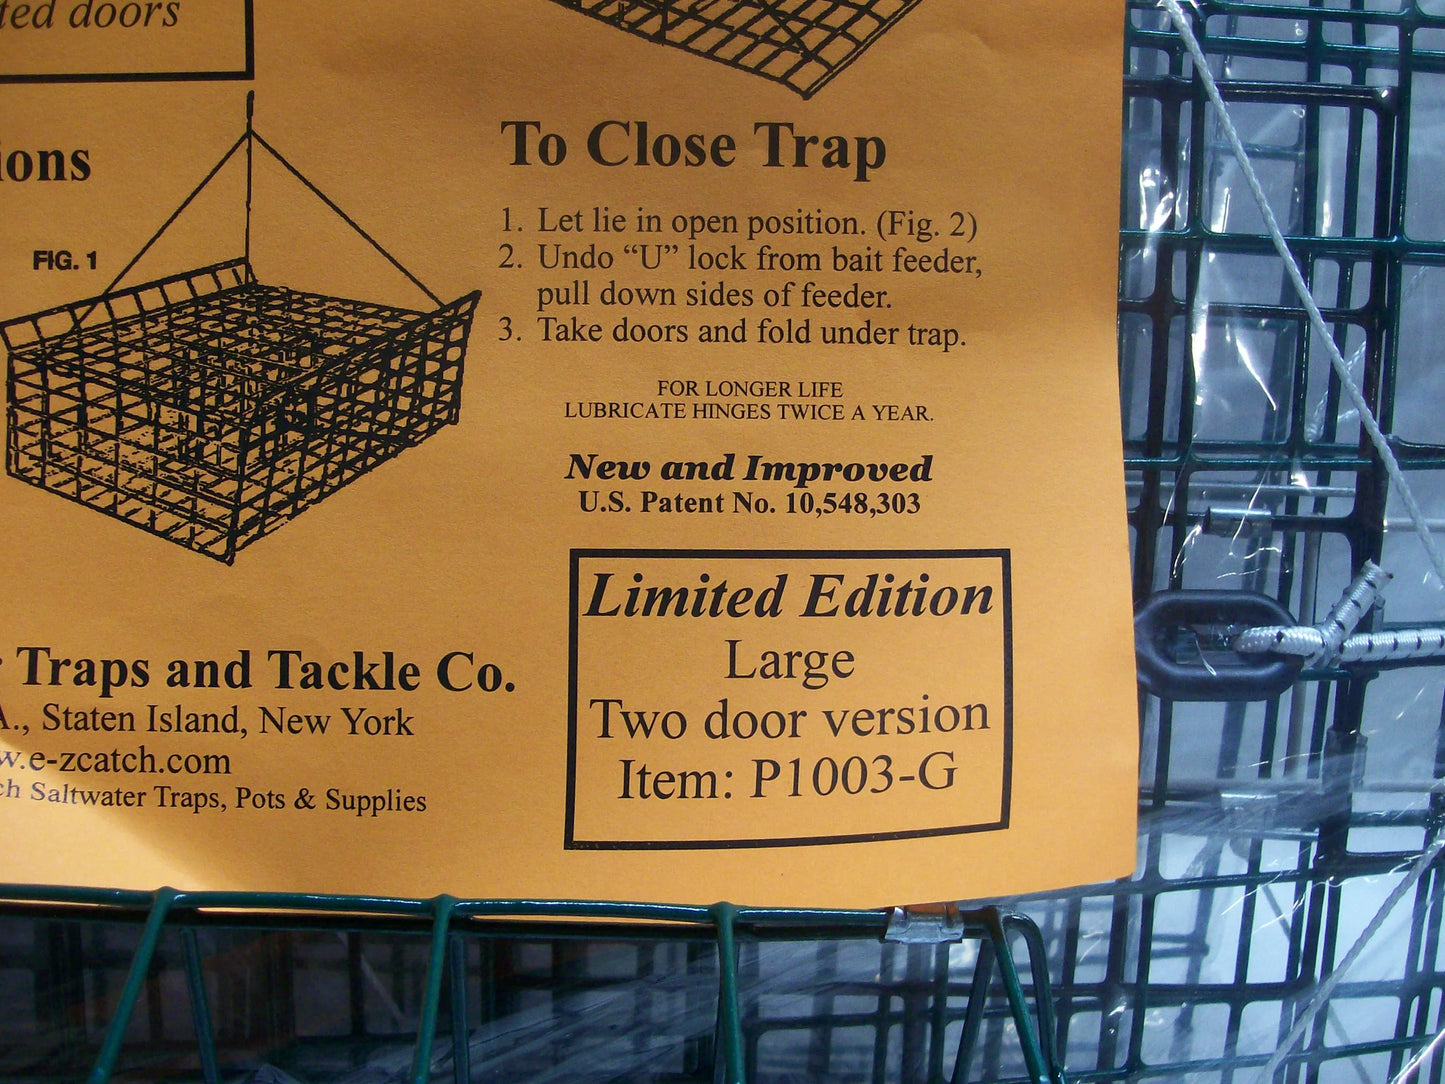 ted doors
ions
FIG. 1
To Close Trap
1. Let lie in open position. (Fig. 2)
2. Undo “U” lock from bait feeder,
pull down sides of feeder.
3. Take doors and fold under trap.
FOR LONGER LIFE
LUBRICATE HINGES TWICE A YEAR.
New and Improved
U.S. Patent No. 10,548,303
Limited Edition
Large
Two door version
Item: P1003-G
Traps and Tackle Co.
A., Staten Island, New York
w.e-zcatch.com
ch Saltwater Traps, Pots & Supplies